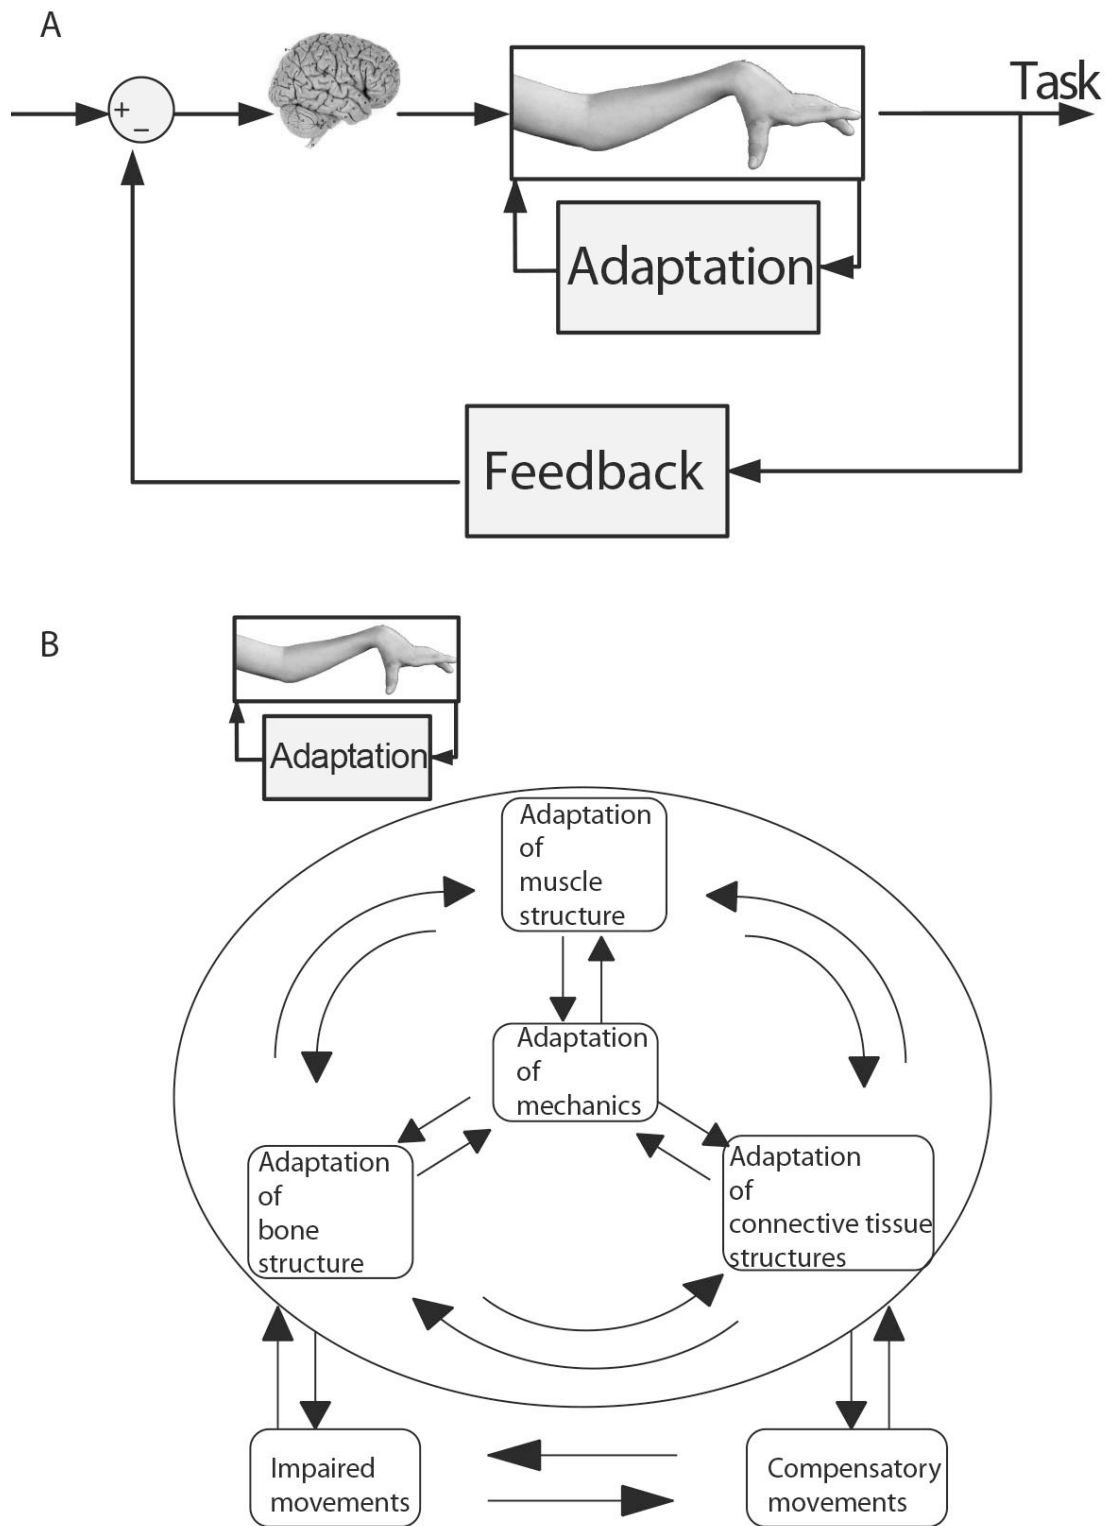 A
+
−
Task
Adaptation
Feedback
B
Adaptation
Adaptation
of
muscle
structure
Adaptation
of
mechanics
Adaptation
of
bone
structure
Adaptation
of
connective tissue
structures
Impaired
movements
Compensatory
movements